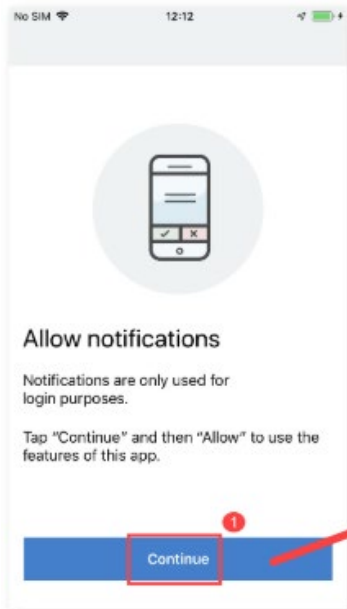 No SIM 12:12
Allow notifications
Notifications are only used for
login purposes.
Tap "Continue" and then "Allow" to use the
features of this app.
1
Continue